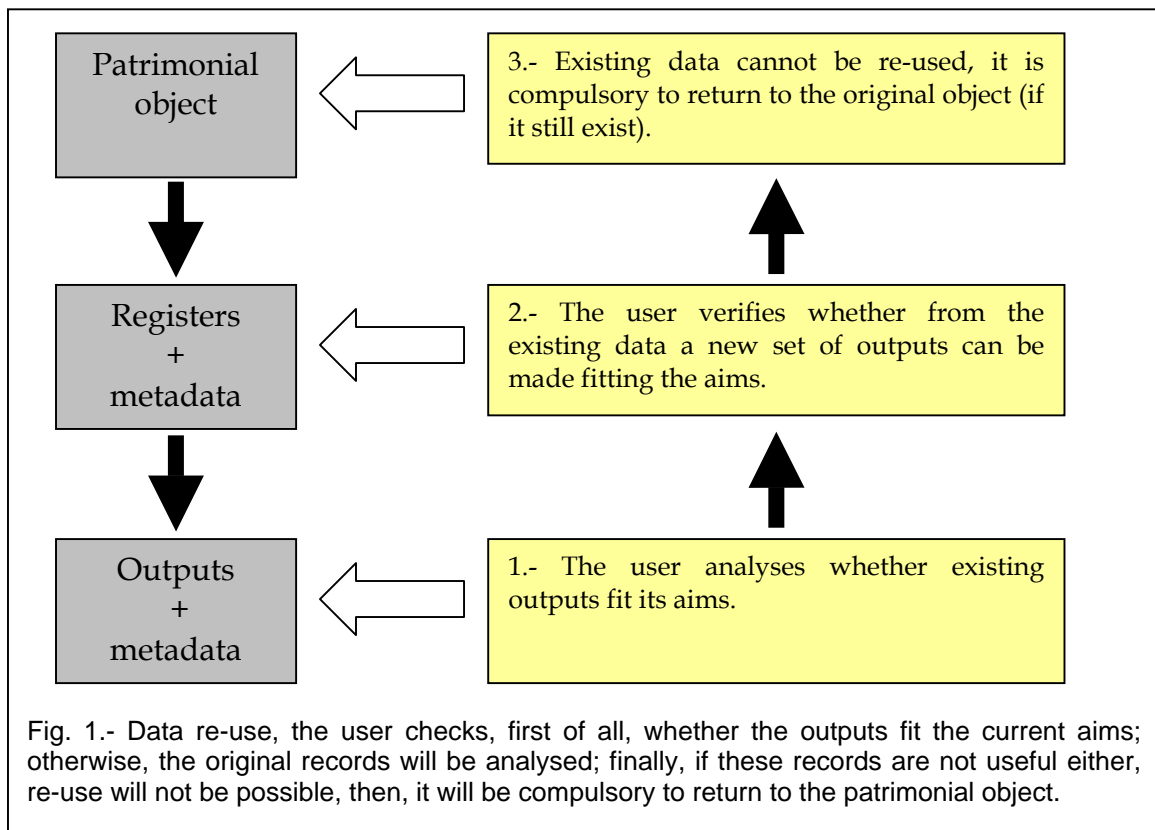 Patrimonial
object
3.- Existing data cannot be re-used, it is
compulsory to return to the original object (if
it still exist).
Registers
+
metadata
2.- The user verifies whether from the
existing data a new set of outputs can be
made fitting the aims.
Outputs
+
metadata
1.- The user analyses whether existing
outputs fit its aims.
Fig. 1.- Data re-use, the user checks, first of all, whether the outputs fit the current aims;
otherwise, the original records will be analysed; finally, if these records are not useful either,
re-use will not be possible, then, it will be compulsory to return to the patrimonial object.